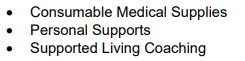 • Consumable Medical Supplies
• Personal Supports
• Supported Living Coaching